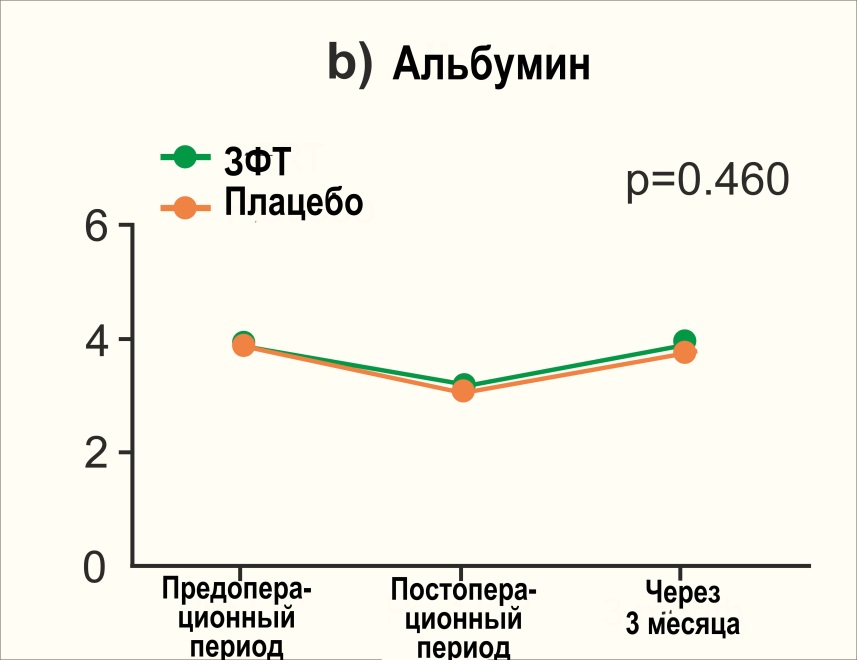 b) Альбумин
ЗФТ
Плацебо
p=0.460
6
4
2
0
Предопера-
ционный
период
Постопера-
ционный
период
Через
3 месяца